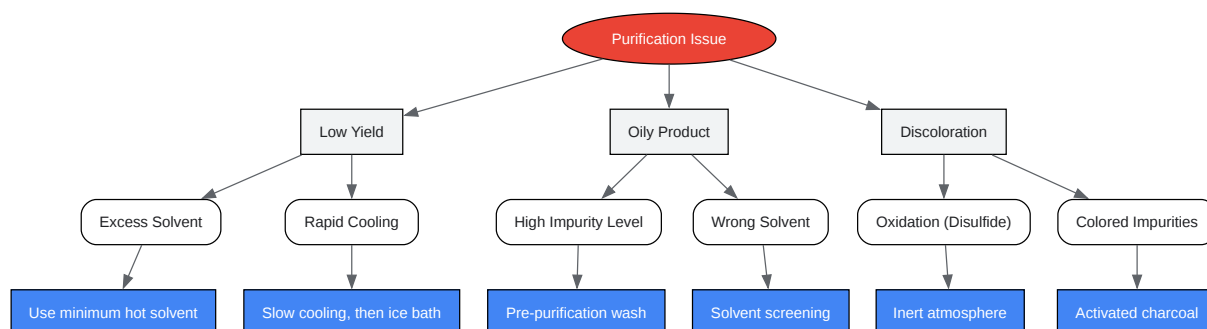 Purification Issue
Low Yield
Oily Product
Discoloration
Excess Solvent
Rapid Cooling
High Impurity Level
Wrong Solvent
Oxidation (Disulfide)
Colored Impurities
Use minimum hot solvent
Slow cooling, then ice bath
Pre-purification wash
Solvent screening
Inert atmosphere
Activated charcoal